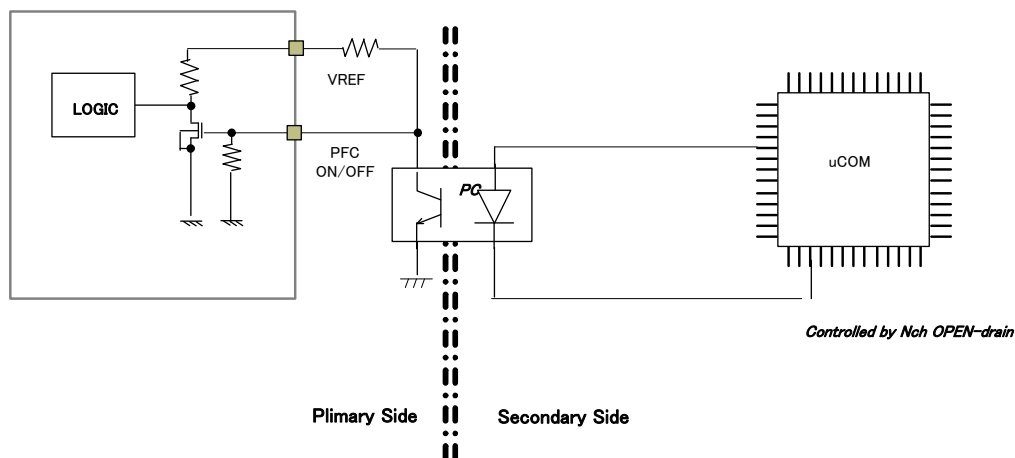 VREF
LOGIC
PFC
ON/OFF
PC
uCOM
Controlled by Nch OPEN-drain
Plimary Side
Secondary Side